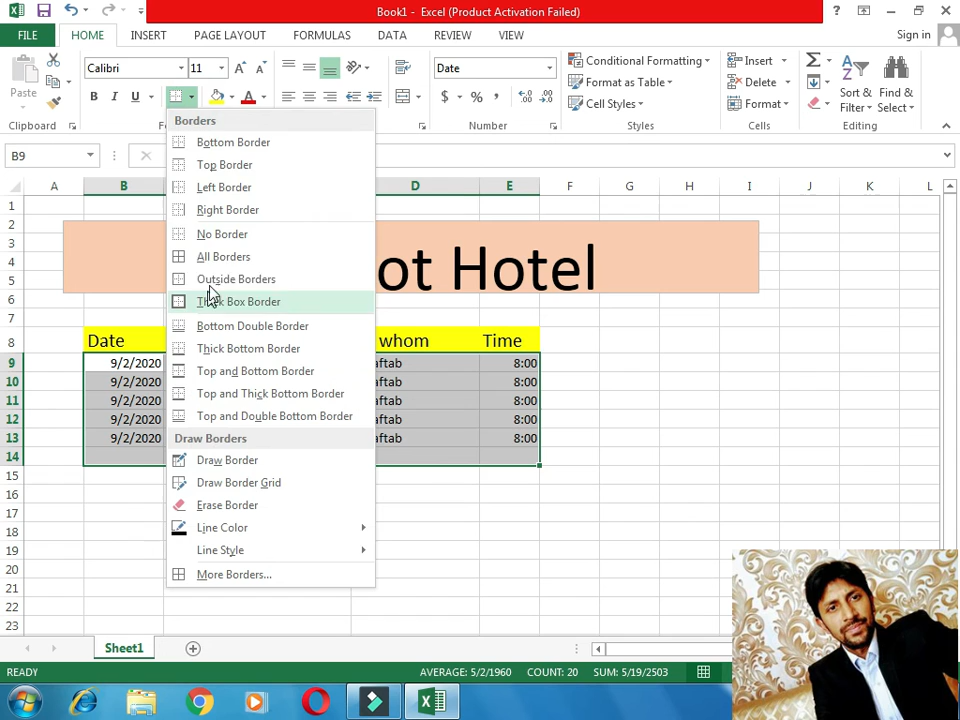 Book1 - Excel (Product Activation Failed)
FILE HOME INSERT PAGE LAYOUT FORMULAS DATA REVIEW VIEW Sign in
Paste
Calibri 11 A A
B I U A
Date
$ % ,
Conditional Formatting
Format as Table
Cell Styles
Insert
Delete
Format
Sort & Filter
Find & Select
Clipboard Number Styles Cells Editing
B9
A B D E F G H I J K L
1
2
3
4
5
6
7
8
9
10
11
12
13
14
15
16
17
18
19
20
21
22
23
ot Hotel
Date whom Time
9/2/2020 aftab 8:00
9/2/2020 aftab 8:00
9/2/2020 aftab 8:00
9/2/2020 aftab 8:00
9/2/2020 aftab 8:00
Borders
Bottom Border
Top Border
Left Border
Right Border
No Border
All Borders
Outside Borders
Thick Box Border
Bottom Double Border
Thick Bottom Border
Top and Bottom Border
Top and Thick Bottom Border
Top and Double Bottom Border
Draw Borders
Draw Border
Draw Border Grid
Erase Border
Line Color
Line Style
More Borders...
Sheet1
READY AVERAGE: 5/2/1960 COUNT: 20 SUM: 5/19/2503